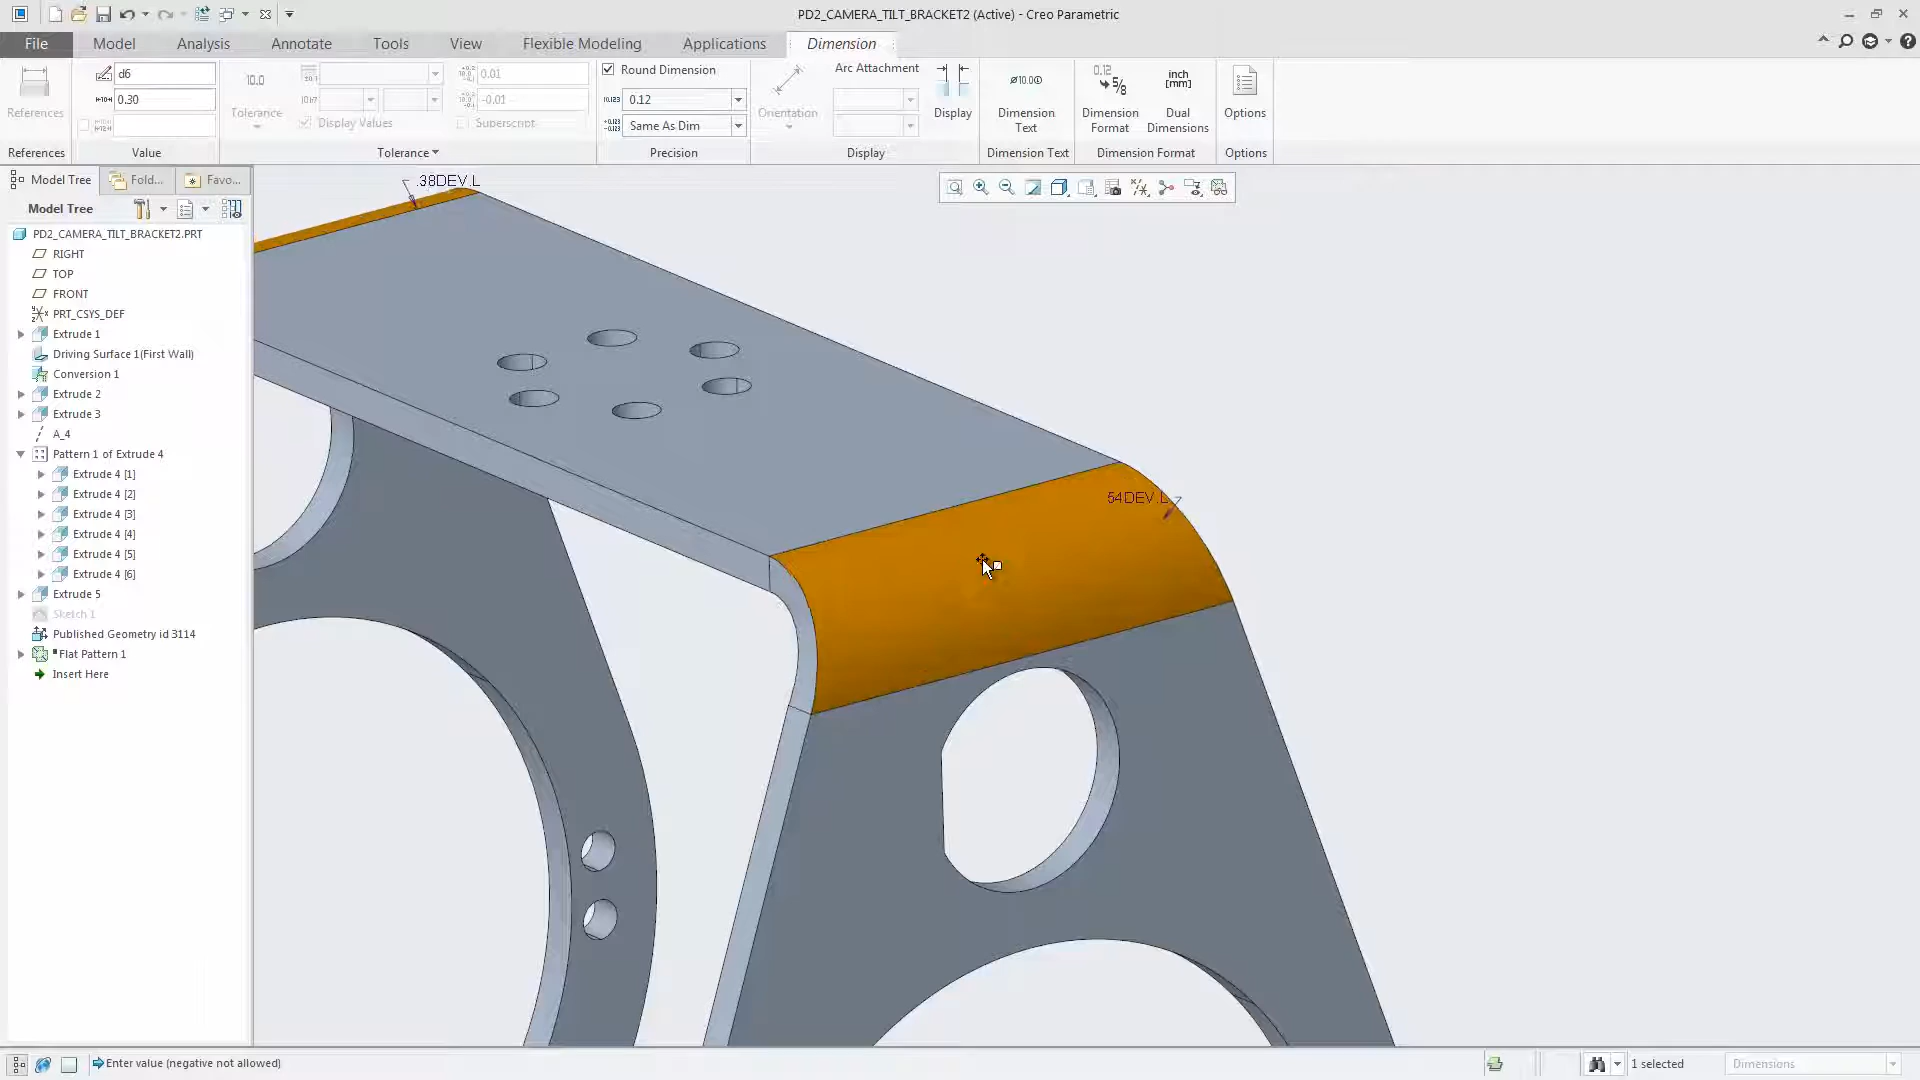 PD2_CAMERA_TILT_BRACKET2 (Active) - Creo Parametric
File Model Analysis Annotate Tools View Flexible Modeling Applications Dimension
References
d6
0.30
Value
10.0
Tolerance
Display Values
0.01
-0.01
Superscript
Tolerance
Round Dimension
0.12
Same As Dim
Precision
Orientation
Arc Attachment
Display
Display
Dimension Text
Dimension Text
Dimension Format
inch [mm]
Dual Dimensions
Dimension Format
Options
Options
References
Model Tree Fold... Favo...
Model Tree
PD2_CAMERA_TILT_BRACKET2.PRT
RIGHT
TOP
FRONT
PRT_CSYS_DEF
Extrude 1
Driving Surface 1(First Wall)
Conversion 1
Extrude 2
Extrude 3
A_4
Pattern 1 of Extrude 4
Extrude 4 [1]
Extrude 4 [2]
Extrude 4 [3]
Extrude 4 [4]
Extrude 4 [5]
Extrude 4 [6]
Extrude 5
Sketch 1
Published Geometry id 3114
Flat Pattern 1
Insert Here
.38DEV.L
54DEV.L
Enter value (negative not allowed)
1 selected
Dimensions